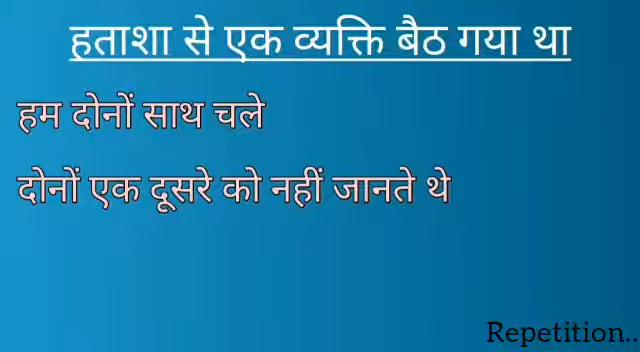 हताशा से एक व्यक्ति बैठ गया था
हम दोनों साथ चले
दोनों एक दूसरे को नहीं जानते थे
Repetition..